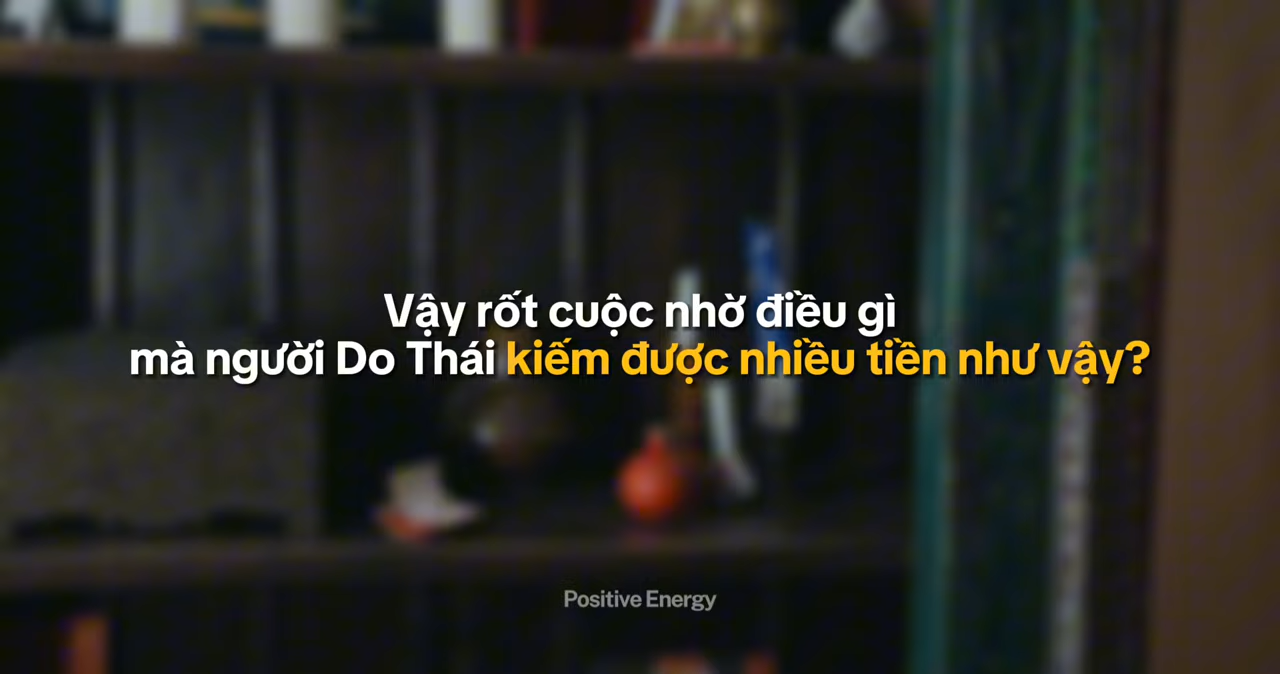 Vậy rốt cuộc nhờ điều gì
mà người Do Thái kiếm được nhiều tiền như vậy?
Positive Energy